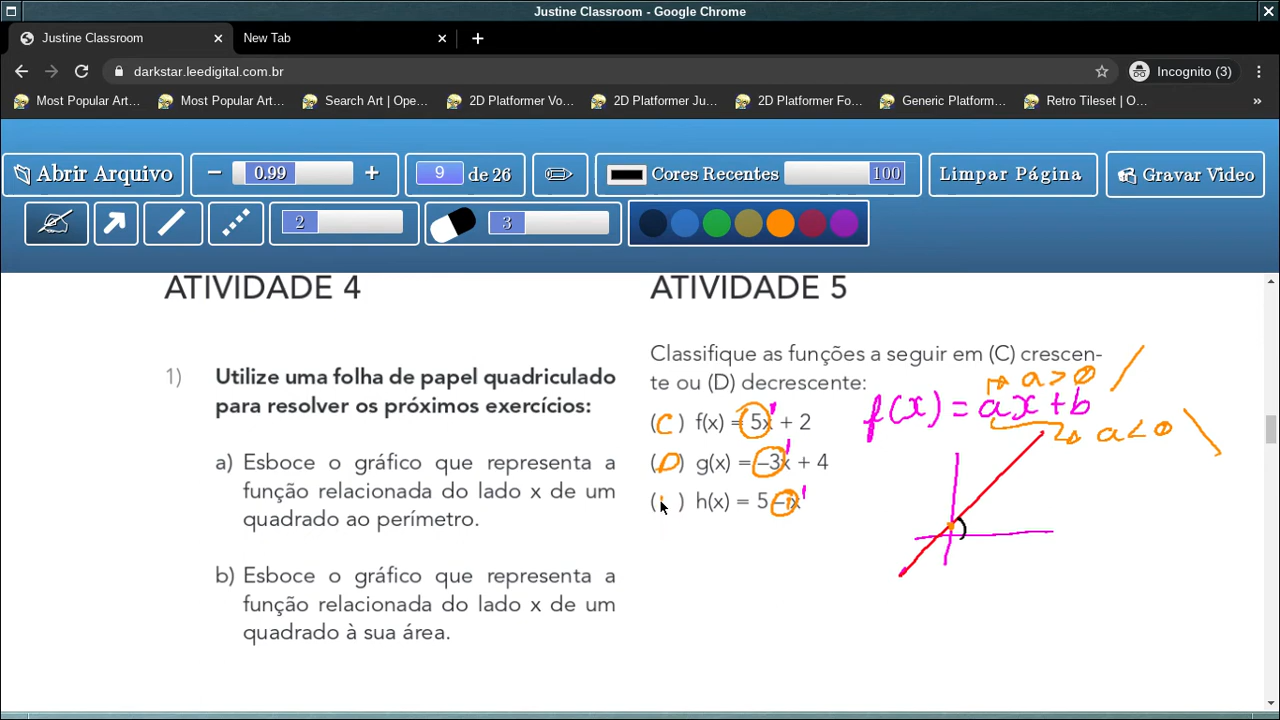 Justine Classroom - Google Chrome
Justine Classroom
New Tab
darkstar.leedigital.com.br
Incognito (3)
Most Popular Art...
Most Popular Art...
Search Art | Ope...
2D Platformer Vo...
2D Platformer Ju...
2D Platformer Fo...
Generic Platform...
Retro Tileset | O...
»
Abrir Arquivo
− 0.99 +
9 de 26
Cores Recentes 100
Limpar Página
Gravar Video
2
3
ATIVIDADE 4
1) Utilize uma folha de papel quadriculado
para resolver os próximos exercícios:
a) Esboce o gráfico que representa a
função relacionada do lado x de um
quadrado ao perímetro.
b) Esboce o gráfico que representa a
função relacionada do lado x de um
quadrado à sua área.
ATIVIDADE 5
Classifique as funções a seguir em (C) crescen-
te ou (D) decrescente:
(C) f(x) = 5x¹ + 2
(D) g(x) = –3x¹ + 4
( ) h(x) = 5 –1x¹
a > 0
f(x) = ax + b
a < 0